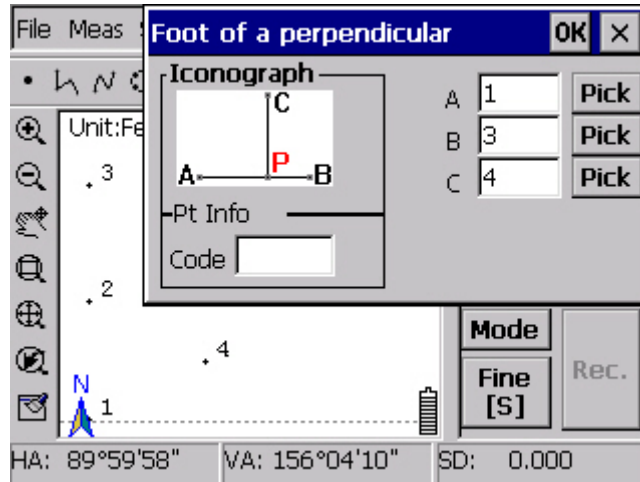 File Meas
Foot of a perpendicular OK ×
Iconograph
C
A P B
Pt Info
Code
A 1 Pick
B 3 Pick
C 4 Pick
Unit:Fe
3
2
4
N
1
Mode
Fine
[S]
Rec.
HA: 89°59'58" VA: 156°04'10" SD: 0.000